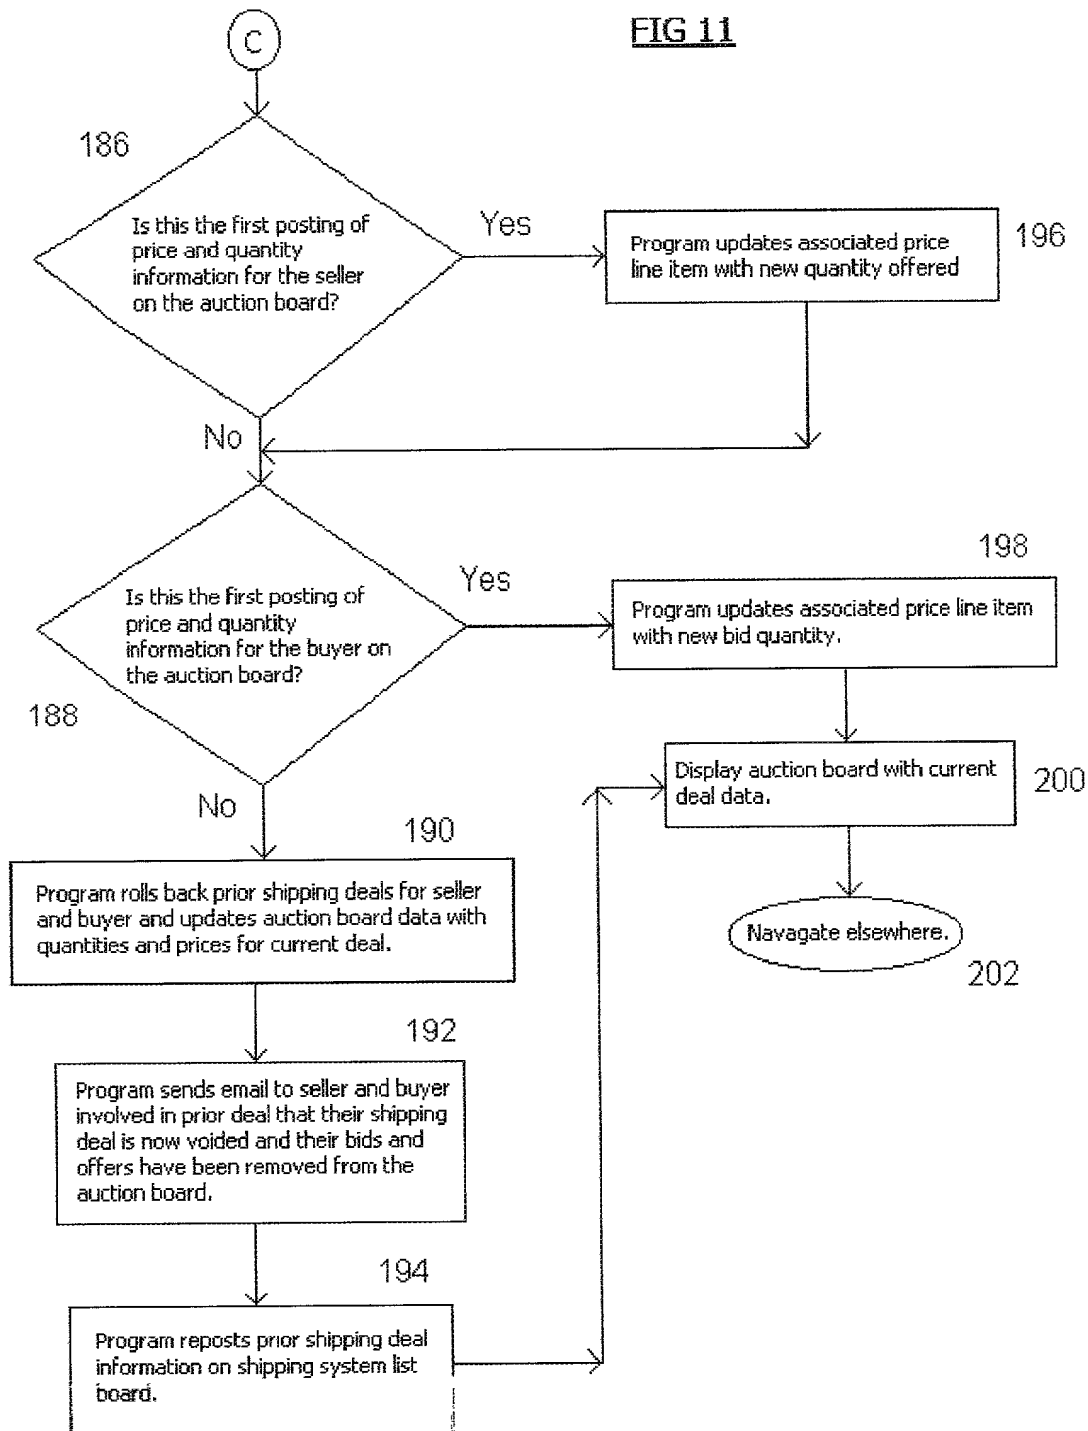 FIG 11
C
186
Is this the first posting of
price and quantity
information for the seller
on the auction board?
Yes
Program updates associated price
line item with new quantity offered
196
No
Is this the first posting of
price and quantity
information for the buyer on
the auction board?
188
Yes
198
Program updates associated price line item
with new bid quantity.
Display auction board with current
deal data.
200
No
190
Program rolls back prior shipping deals for seller
and buyer and updates auction board data with
quantities and prices for current deal.
Navagate elsewhere.
202
192
Program sends email to seller and buyer
involved in prior deal that their shipping
deal is now voided and their bids and
offers have been removed from the
auction board.
194
Program reposts prior shipping deal
information on shipping system list
board.